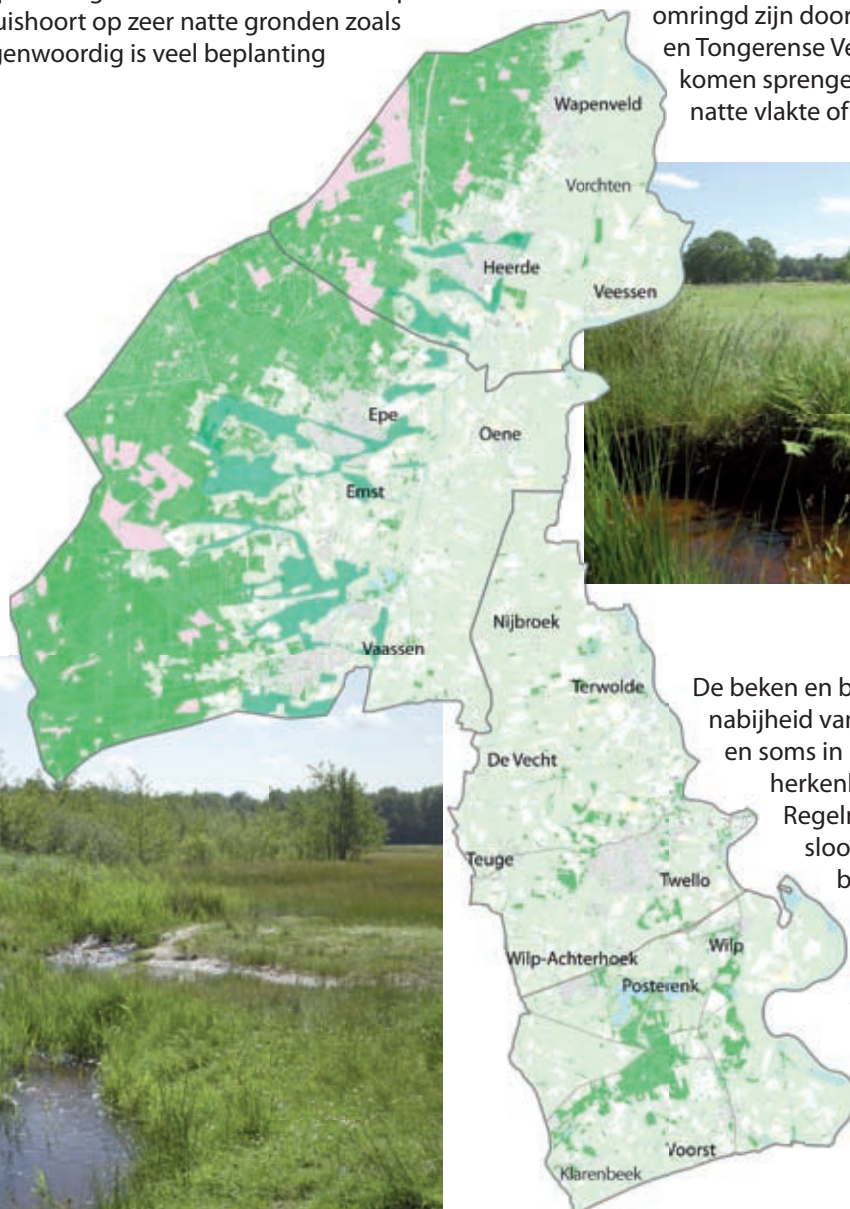 uishoort op zeer natte gronden zoals
genwoordig is veel beplanting
omringd zijn door
en Tongerense Ve
komen sprenge
natte vlakte of
Wapenveld
Vorchten
Heerde
Veessen
Epe
Oene
Emst
Nijbroek
Vaassen
Terwolde
De Vecht
Teuge
Twello
Wilp-Achterhoek
Wilp
Posterenk
Voorst
Klarenbeek
De beken en b
nabijheid van
en soms in
herkenl
Regelm
sloo
b